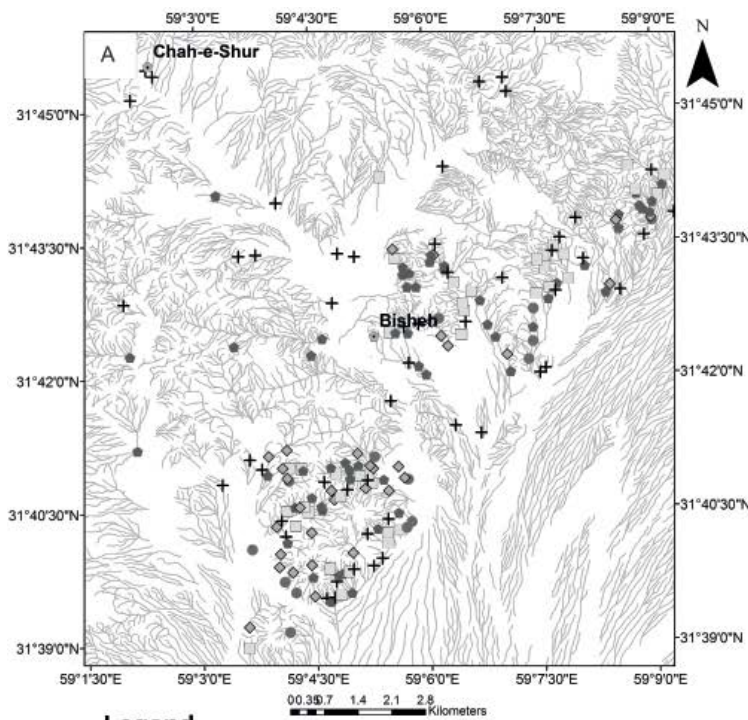 59°3'0"E 59°4'30"E 59°6'0"E 59°7'30"E 59°9'0"E
N
A
Chah-e-Shur
31°45'0"N 31°45'0"N
31°43'30"N 31°43'30"N
Bisheh
31°42'0"N 31°42'0"N
31°40'30"N 31°40'30"N
31°39'0"N 31°39'0"N
59°1'30"E 59°3'0"E 59°4'30"E 59°6'0"E 59°7'30"E 59°9'0"E
00.350.7 1.4 2.1 2.8
Kilometers
Legend